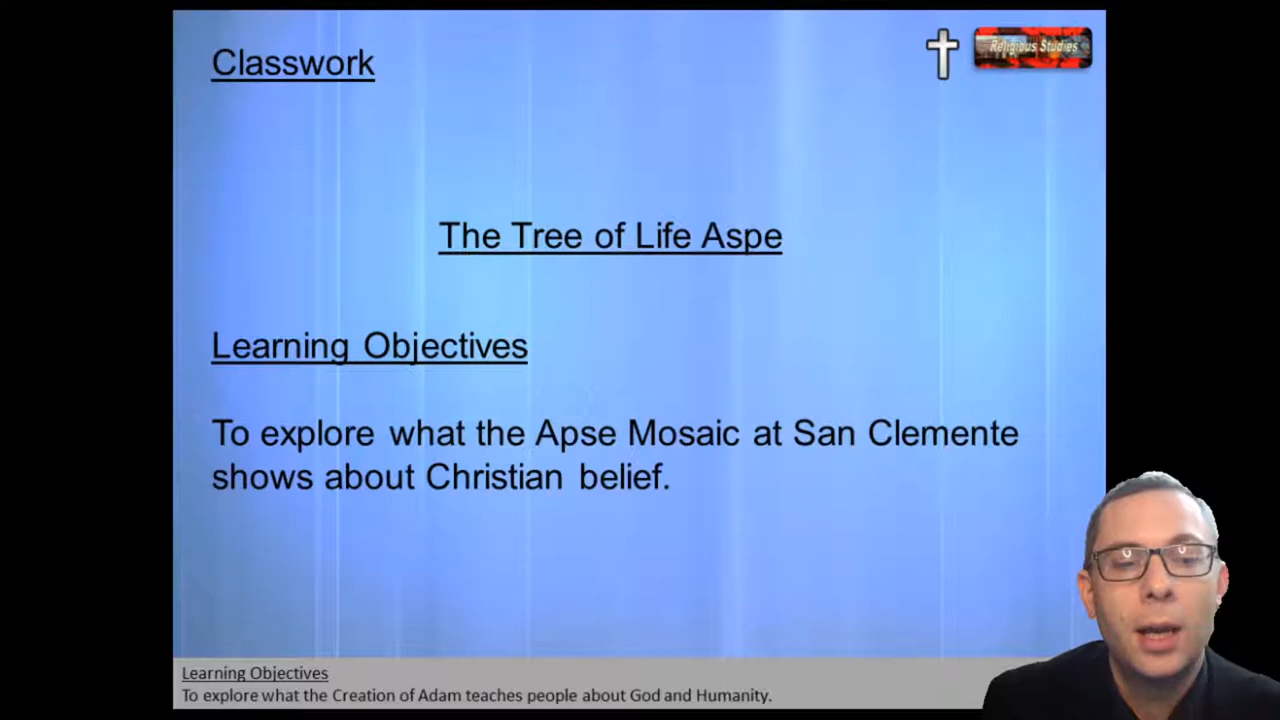 Classwork
Religious Studies
The Tree of Life Aspe
Learning Objectives
To explore what the Apse Mosaic at San Clemente
shows about Christian belief.
Learning Objectives
To explore what the Creation of Adam teaches people about God and Humanity.